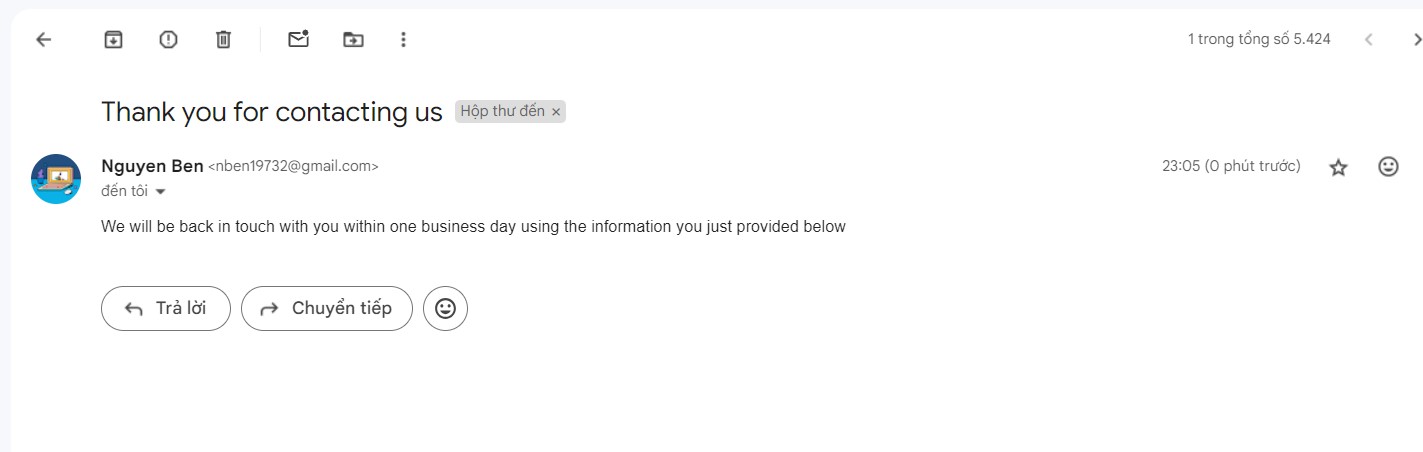 1 trong tổng số 5.424
Thank you for contacting us Hộp thư đến ×
Nguyen Ben <nben19732@gmail.com> 23:05 (0 phút trước)
đến tôi
We will be back in touch with you within one business day using the information you just provided below
Trả lời Chuyển tiếp